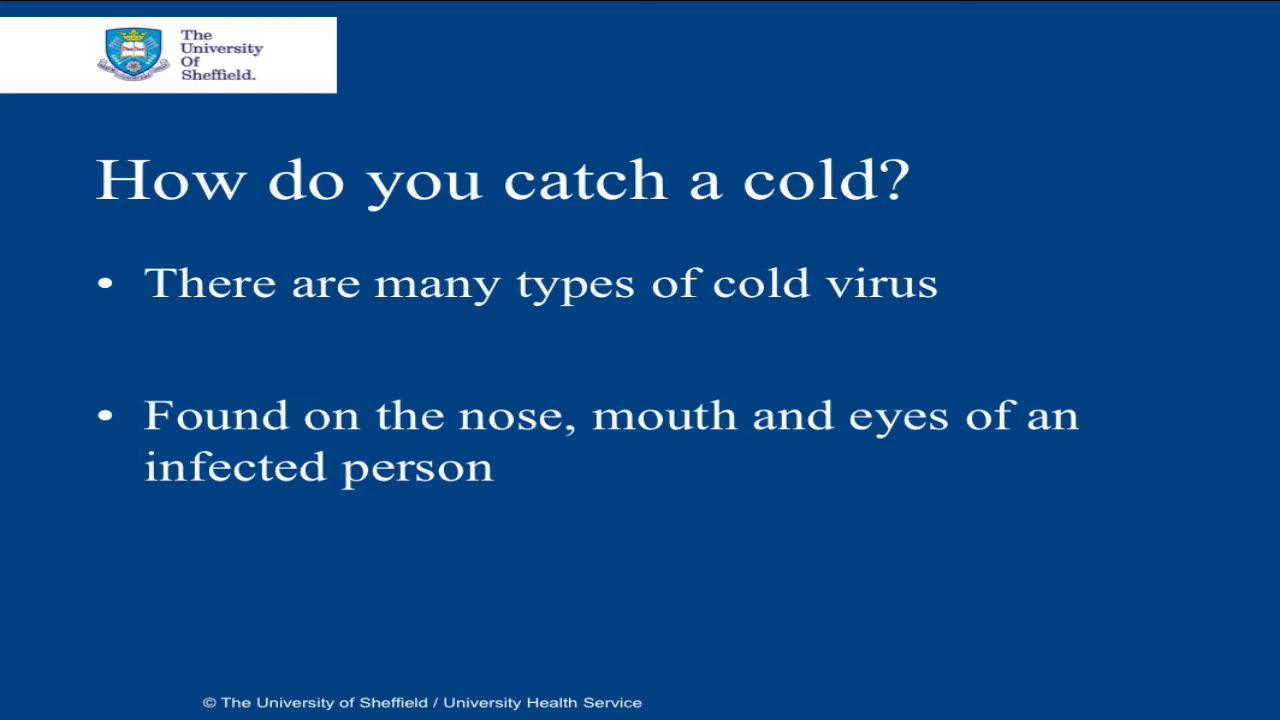 The
University
Of
Sheffield.
How do you catch a cold?
• There are many types of cold virus
• Found on the nose, mouth and eyes of an
infected person
© The University of Sheffield / University Health Service